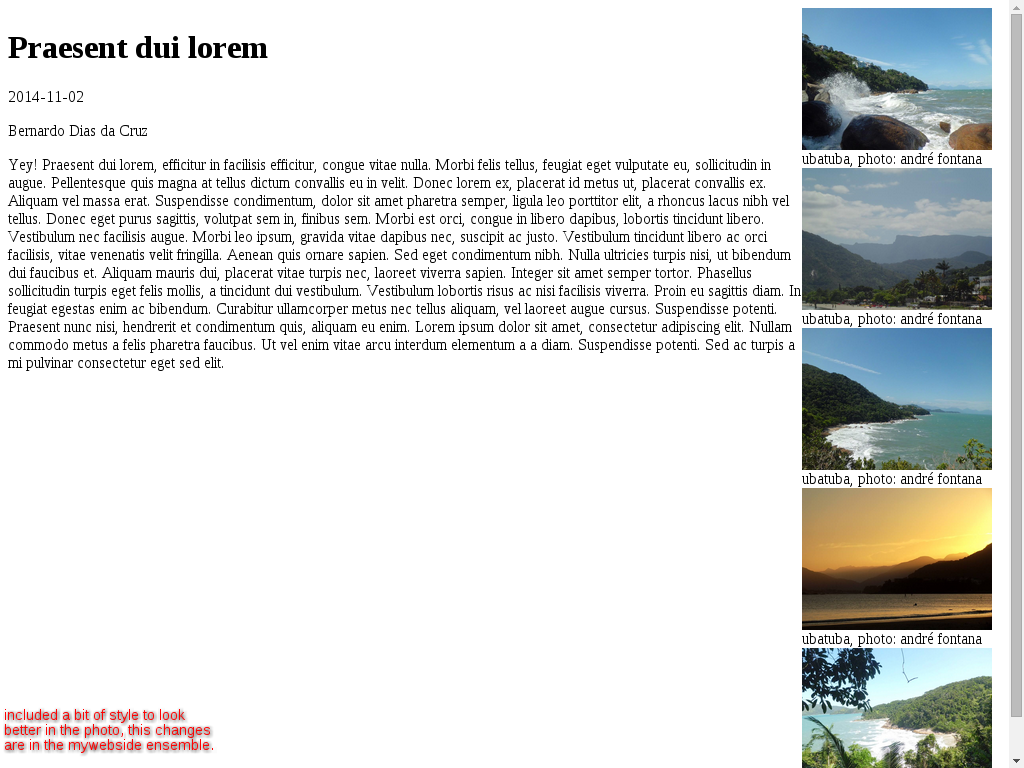 Praesent dui lorem
2014-11-02
Bernardo Dias da Cruz
Yey! Praesent dui lorem, efficitur in facilisis efficitur, congue vitae nulla. Morbi felis tellus, feugiat eget vulputate eu, sollicitudin in
augue. Pellentesque quis magna at tellus dictum convallis eu in velit. Donec lorem ex, placerat id metus ut, placerat convallis ex.
Aliquam vel massa erat. Suspendisse condimentum, dolor sit amet pharetra semper, ligula leo porttitor elit, a rhoncus lacus nibh vel
tellus. Donec eget purus sagittis, volutpat sem in, finibus sem. Morbi est orci, congue in libero dapibus, lobortis tincidunt libero.
Vestibulum nec facilisis augue. Morbi leo ipsum, gravida vitae dapibus nec, suscipit ac justo. Vestibulum tincidunt libero ac orci
facilisis, vitae venenatis velit fringilla. Aenean quis ornare sapien. Sed eget condimentum nibh. Nulla ultricies turpis nisi, ut bibendum
dui faucibus et. Aliquam mauris dui, placerat vitae turpis nec, laoreet viverra sapien. Integer sit amet semper tortor. Phasellus
sollicitudin turpis eget felis mollis, a tincidunt dui vestibulum. Vestibulum lobortis risus ac nisi facilisis viverra. Proin eu sagittis diam. In
feugiat egestas enim ac bibendum. Curabitur ullamcorper metus nec tellus aliquam, vel laoreet augue cursus. Suspendisse potenti.
Praesent nunc nisi, hendrerit et condimentum quis, aliquam eu enim. Lorem ipsum dolor sit amet, consectetur adipiscing elit. Nullam
commodo metus a felis pharetra faucibus. Ut vel enim vitae arcu interdum elementum a a diam. Suspendisse potenti. Sed ac turpis a
mi pulvinar consectetur eget sed elit.
ubatuba, photo: andré fontana
ubatuba, photo: andré fontana
ubatuba, photo: andré fontana
ubatuba, photo: andré fontana
included a bit of style to look
better in the photo, this changes
are in the mywebside ensemble.